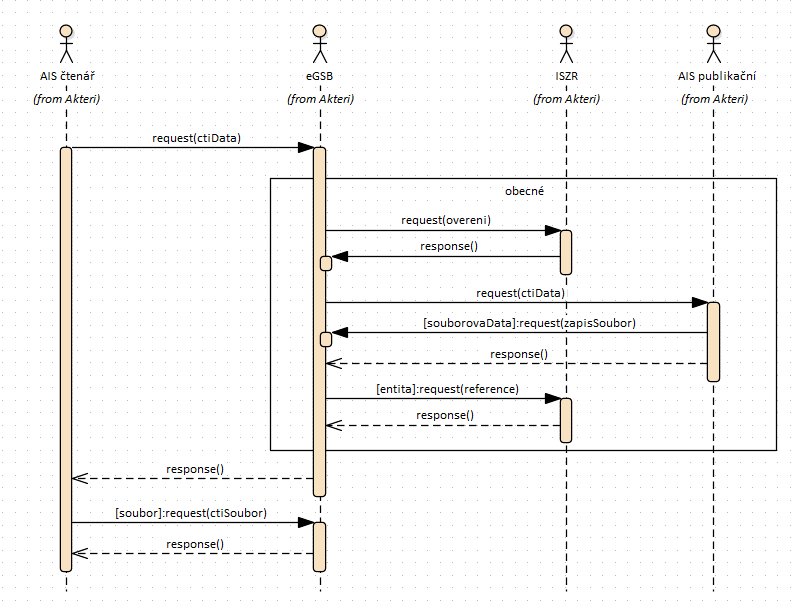 AIS čtenář
(from Akteri)
eGSB
(from Akteri)
ISZR
(from Akteri)
AIS publikační
(from Akteri)
request(ctiData)
obecné
request(overeni)
response()
request(ctiData)
[souborovaData]:request(zapisSoubor)
response()
[entita]:request(reference)
response()
response()
[soubor]:request(ctiSoubor)
response()